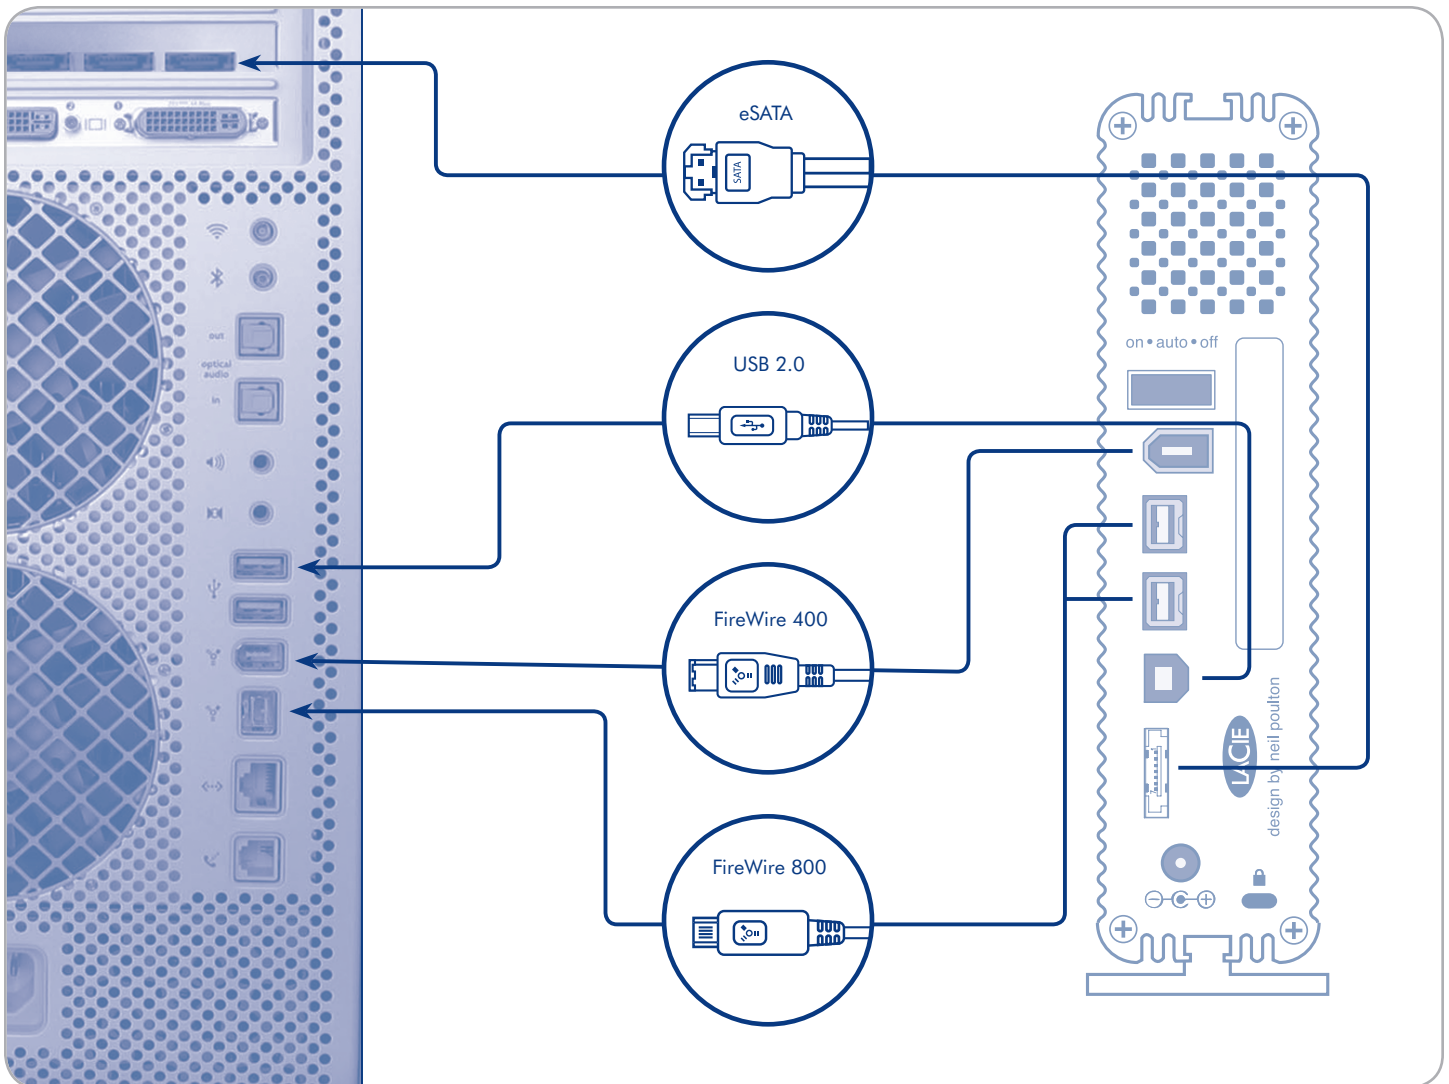 eSATA
SATA
USB 2.0
FireWire 400
FireWire 800
out
optical
audio
in
on • auto • off
LACIE
design by neil poulton